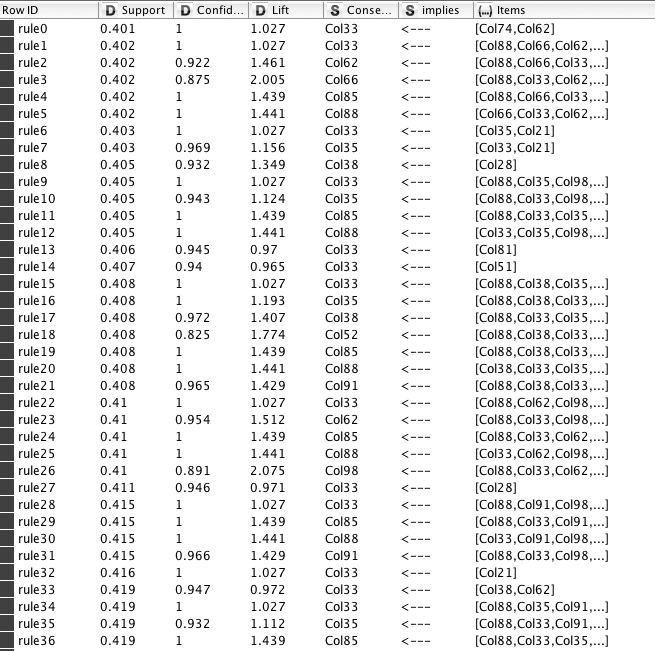 Row ID D Support D Confid... D Lift S Conse... S implies {...} Items
rule0 0.401 1 1.027 Col33 <--- [Col74,Col62]
rule1 0.402 1 1.027 Col33 <--- [Col88,Col66,Col62,...]
rule2 0.402 0.922 1.461 Col62 <--- [Col88,Col66,Col33,...]
rule3 0.402 0.875 2.005 Col66 <--- [Col88,Col33,Col62,...]
rule4 0.402 1 1.439 Col85 <--- [Col88,Col66,Col33,...]
rule5 0.402 1 1.441 Col88 <--- [Col66,Col33,Col62,...]
rule6 0.403 1 1.027 Col33 <--- [Col35,Col21]
rule7 0.403 0.969 1.156 Col35 <--- [Col33,Col21]
rule8 0.405 0.932 1.349 Col38 <--- [Col28]
rule9 0.405 1 1.027 Col33 <--- [Col88,Col35,Col98,...]
rule10 0.405 0.943 1.124 Col35 <--- [Col88,Col33,Col98,...]
rule11 0.405 1 1.439 Col85 <--- [Col88,Col33,Col35,...]
rule12 0.405 1 1.441 Col88 <--- [Col33,Col35,Col98,...]
rule13 0.406 0.945 0.97 Col33 <--- [Col81]
rule14 0.407 0.94 0.965 Col33 <--- [Col51]
rule15 0.408 1 1.027 Col33 <--- [Col88,Col38,Col35,...]
rule16 0.408 1 1.193 Col35 <--- [Col88,Col38,Col33,...]
rule17 0.408 0.972 1.407 Col38 <--- [Col88,Col33,Col35,...]
rule18 0.408 0.825 1.774 Col52 <--- [Col88,Col38,Col33,...]
rule19 0.408 1 1.439 Col85 <--- [Col88,Col38,Col33,...]
rule20 0.408 1 1.441 Col88 <--- [Col38,Col33,Col35,...]
rule21 0.408 0.965 1.429 Col91 <--- [Col88,Col38,Col33,...]
rule22 0.41 1 1.027 Col33 <--- [Col88,Col62,Col98,...]
rule23 0.41 0.954 1.512 Col62 <--- [Col88,Col33,Col98,...]
rule24 0.41 1 1.439 Col85 <--- [Col88,Col33,Col62,...]
rule25 0.41 1 1.441 Col88 <--- [Col33,Col62,Col98,...]
rule26 0.41 0.891 2.075 Col98 <--- [Col88,Col33,Col62,...]
rule27 0.411 0.946 0.971 Col33 <--- [Col28]
rule28 0.415 1 1.027 Col33 <--- [Col88,Col91,Col98,...]
rule29 0.415 1 1.439 Col85 <--- [Col88,Col33,Col91,...]
rule30 0.415 1 1.441 Col88 <--- [Col33,Col91,Col98,...]
rule31 0.415 0.966 1.429 Col91 <--- [Col88,Col33,Col98,...]
rule32 0.416 1 1.027 Col33 <--- [Col21]
rule33 0.419 0.947 0.972 Col33 <--- [Col38,Col62]
rule34 0.419 1 1.027 Col33 <--- [Col88,Col35,Col91,...]
rule35 0.419 0.932 1.112 Col35 <--- [Col88,Col33,Col91,...]
rule36 0.419 1 1.439 Col85 <--- [Col88,Col33,Col35,...]